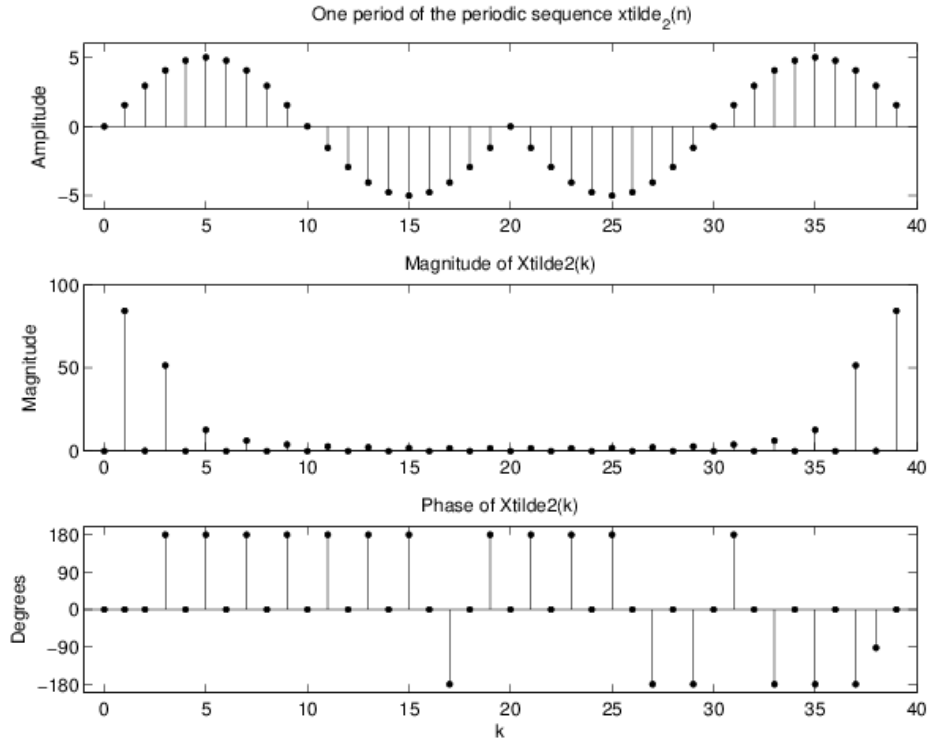 One period of the periodic sequence xtilde₂(n)
Amplitude
5
0
−5
0 5 10 15 20 25 30 35 40
Magnitude of Xtilde2(k)
Magnitude
100
50
0
0 5 10 15 20 25 30 35 40
Phase of Xtilde2(k)
Degrees
180
90
0
−90
−180
0 5 10 15 20 25 30 35 40
k